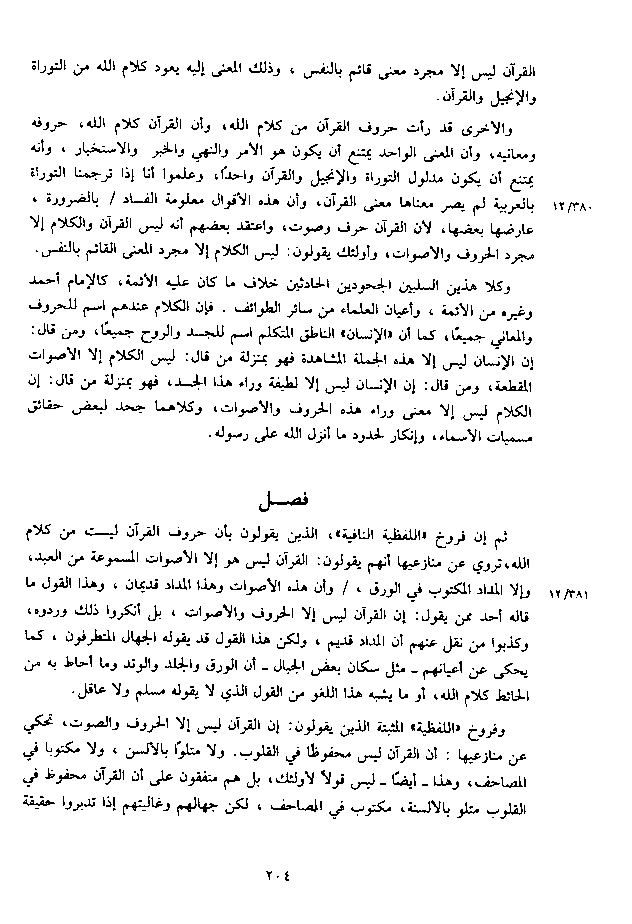 القرآن ليس إلا مجرد معنى قائم بالنفس ، وذلك المعنى إليه يعود كلام الله من التوراة
والإنجيل والقرآن.
والأخرى قد رأت حروف القرآن من كلام الله، وأن القرآن كلام الله، حروفه
ومعانيه، وأن المعنى الواحد يمتنع أن يكون هو الأمر والنهي والخبر والاستخبار ، وأنه
يمتنع أن يكون مدلول التوراة والإنجيل والقرآن واحدًا، وعلموا أنا إذا ترجمنا التوراة
بالعربية لم يصر معناها معنى القرآن، وأن هذه الأقوال معلومة الفساد / بالضرورة ، ١٢/٣٨٠
عارضها بعضها، لأن القرآن حرف وصوت، واعتقد بعضهم أنه ليس القرآن والكلام إلا
مجرد الحروف والأصوات، وأولئك يقولون: ليس الكلام إلا مجرد المعنى القائم بالنفس.
وكلا هذين السلبين الجحودين الحادثين خلاف ما كان عليه الأئمة، كالإمام أحمد
وغيره من الأئمة ، وأعيان العلماء من سائر الطوائف . فإن الكلام عندهم اسم للحروف
والمعاني جميعًا، كما أن «الإنسان» الناطق المتكلم اسم للجسد والروح جميعًا، ومن قال:
إن الإنسان ليس إلا هذه الجملة المشاهدة فهو بمنزلة من قال: ليس الكلام إلا الأصوات
المقطعة، ومن قال: إن الإنسان ليس إلا لطيفة وراء هذا الجسد، فهو بمنزلة من قال: إن
الكلام ليس إلا معنى وراء هذه الحروف والأصوات، وكلاهما جحد لبعض حقائق
مسميات الأسماء، وإنكار لحدود ما أنزل الله على رسوله.
فصـل
ثم إن فروخ «اللفظية النافية»، الذين يقولون بأن حروف القرآن ليست من كلام
الله، تروي عن منازعيها أنهم يقولون: القرآن ليس هو إلا الأصوات المسموعة من العبد،
وإلا المداد المكتوب في الورق ، / وأن هذه الأصوات وهذا المداد قديمان ، وهذا القول ما ١٢/٣٨١
قاله أحد ممن يقول: إن القرآن ليس إلا الحروف والأصوات ، بل أنكروا ذلك وردوه،
وكذبوا من نقل عنهم أن المداد قديم ، ولكن هذا القول قد يقوله الجهال المتطرفون ، كما
يحكى عن أعيانهم ـ مثل سكان بعض الجبال ـ أن الورق والجلد والوتد وما أحاط به من
الحائط كلام الله، أو ما يشبه هذا اللغو من القول الذي لا يقوله مسلم ولا عاقل.
وفروخ «اللفظية» المثبتة الذين يقولون: إن القرآن ليس إلا الحروف والصوت، تحكي
عن منازعيها : أن القرآن ليس محفوظًا في القلوب. ولا متلوًا بالألسن ، ولا مكتوبا في
المصاحف، وهذا ـ أيضًا ـ ليس قولاً لأولئك، بل هم متفقون على أن القرآن محفوظ في
القلوب متلو بالألسنة، مكتوب في المصاحف ، لكن جهالهم وغاليتهم إذا تدبروا حقيقة
٢٠٤